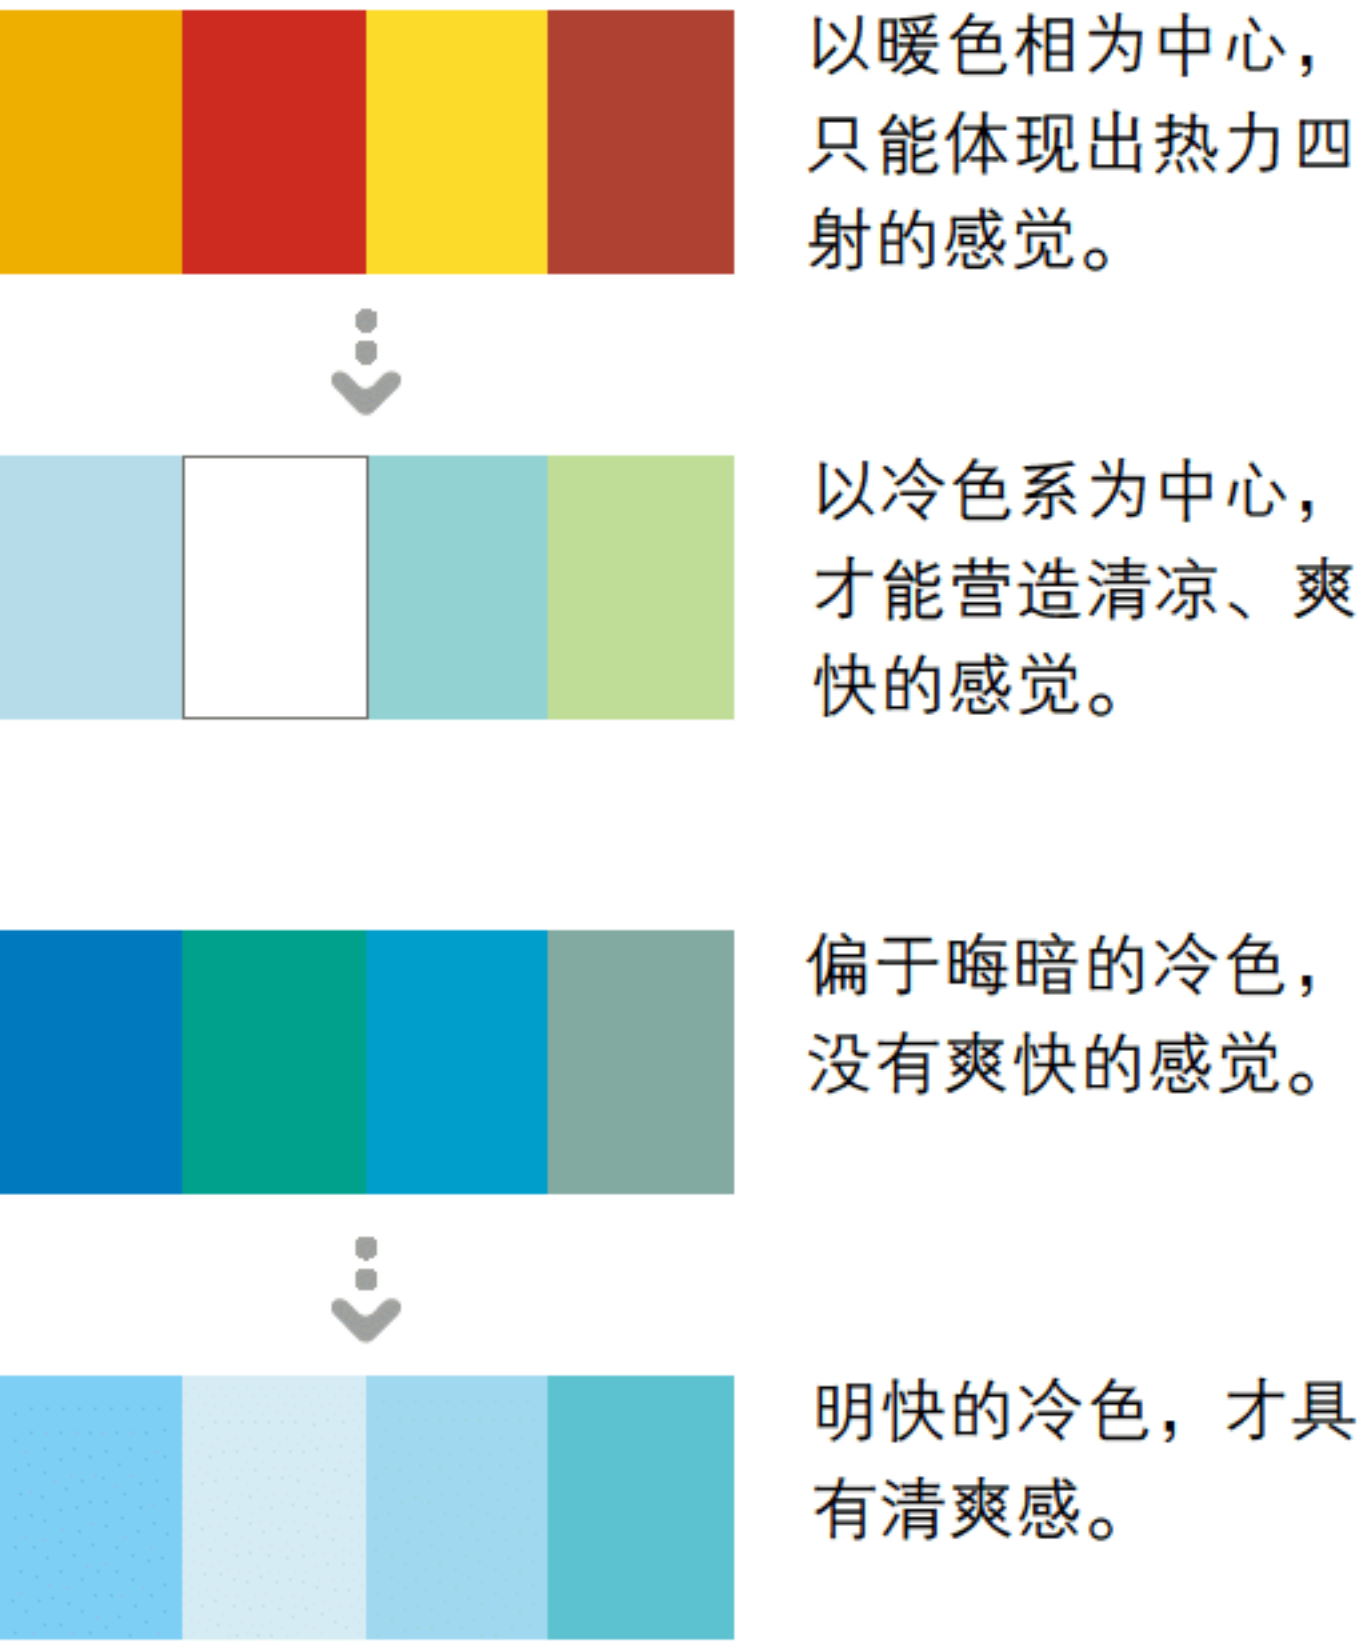 以暖色相为中心，
只能体现出热力四
射的感觉。
以冷色系为中心，
才能营造清凉、爽
快的感觉。
偏于晦暗的冷色，
没有爽快的感觉。
明快的冷色，才具
有清爽感。